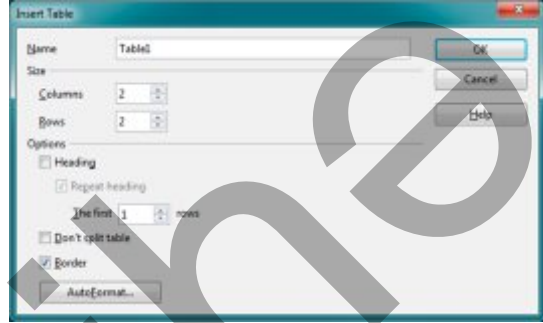 Insert Table
Name Table1 OK
Size Cancel
Columns 2
Help
Rows 2
Options
Heading
Repeat heading
The first 1 rows
Don't split table
Border
AutoFormat...